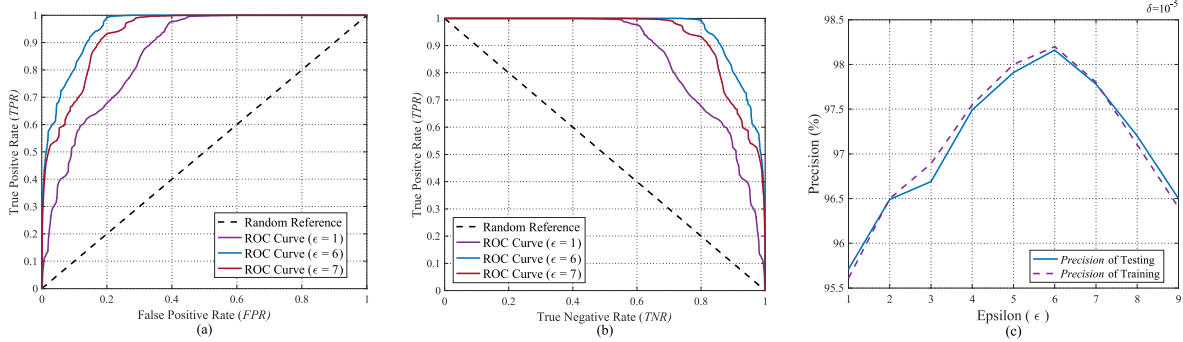 1
0.9
0.8
0.7
0.6
0.5
0.4
0.3
0.2
0.1
0
True Positive Rate (TPR)
Random Reference
ROC Curve (ϵ = 1)
ROC Curve (ϵ = 6)
ROC Curve (ϵ = 7)
0 0.2 0.4 0.6 0.8 1
False Positive Rate (FPR)
(a)
1
0.9
0.8
0.7
0.6
0.5
0.4
0.3
0.2
0.1
0
True Positive Rate (TPR)
Random Reference
ROC Curve (ϵ = 1)
ROC Curve (ϵ = 6)
ROC Curve (ϵ = 7)
0 0.2 0.4 0.6 0.8 1
True Negative Rate (TNR)
(b)
δ=10⁻⁵
98
97.5
97
96.5
96
95.5
Precision (%)
Precision of Testing
Precision of Training
1 2 3 4 5 6 7 8 9
Epsilon ( ϵ )
(c)